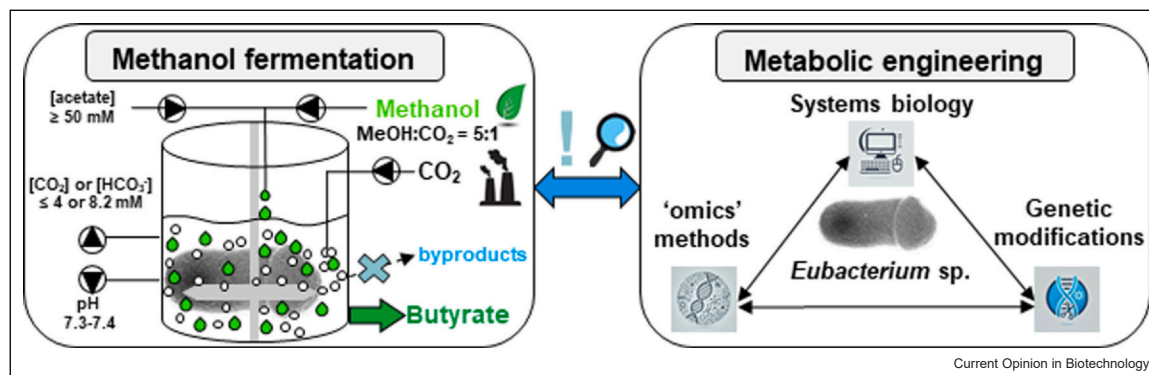 Methanol fermentation
[acetate]
≥ 50 mM
Methanol
MeOH:CO₂ = 5:1
CO₂
[CO₂] or [HCO₃⁻]
≤ 4 or 8.2 mM
pH
7.3-7.4
byproducts
Butyrate
!
Metabolic engineering
Systems biology
‘omics’
methods
Genetic
modifications
Eubacterium sp.
Current Opinion in Biotechnology